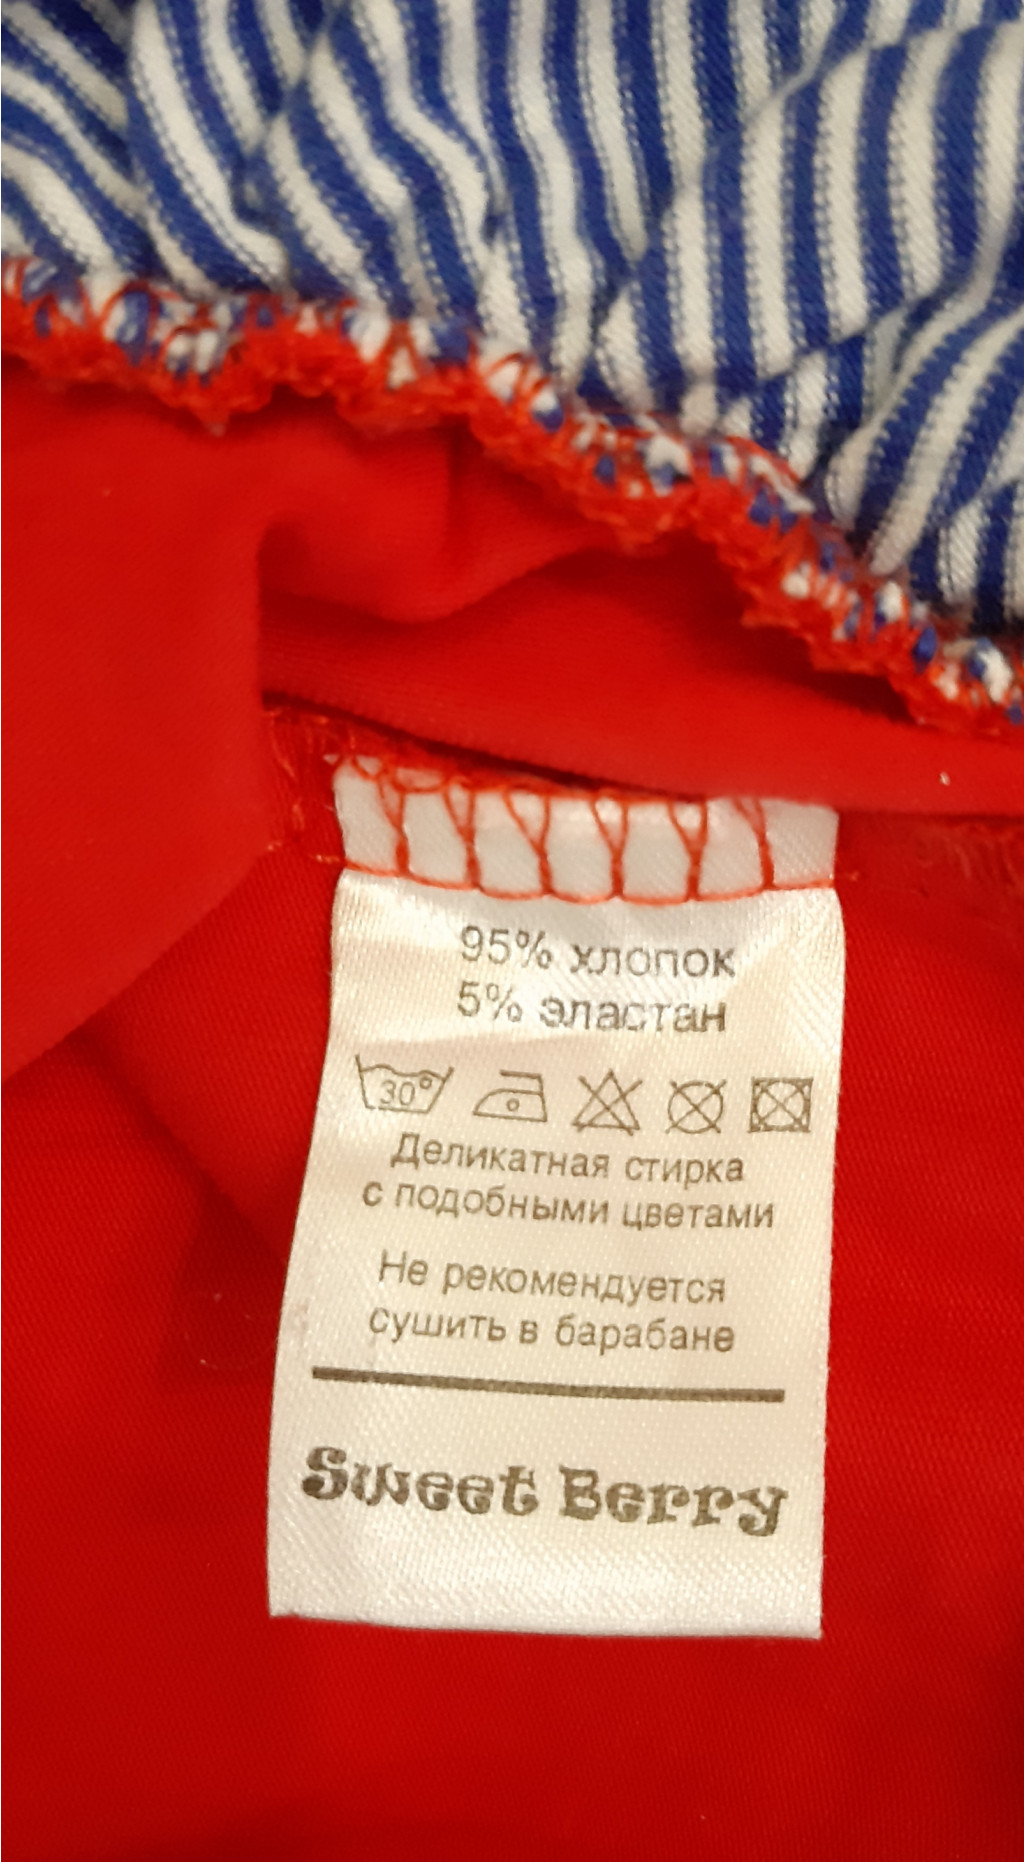 95% хлопок
5% эластан
30°
Деликатная стирка
с подобными цветами
Не рекомендуется
сушить в барабане
Sweet Berry